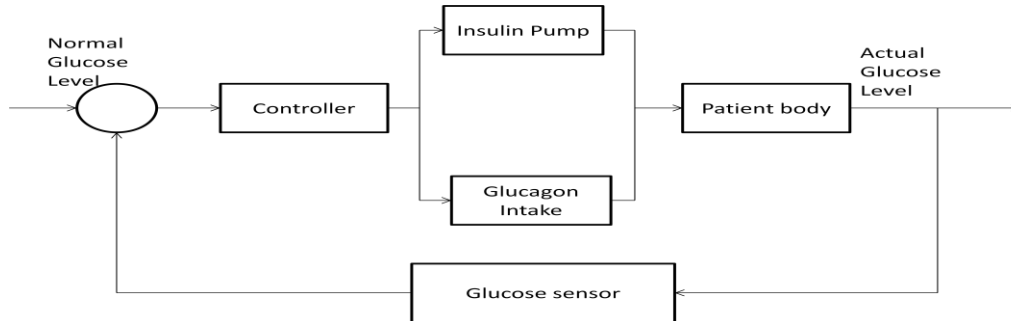 Normal
Glucose
Level
Controller
Insulin Pump
Glucagon
Intake
Patient body
Actual
Glucose
Level
Glucose sensor